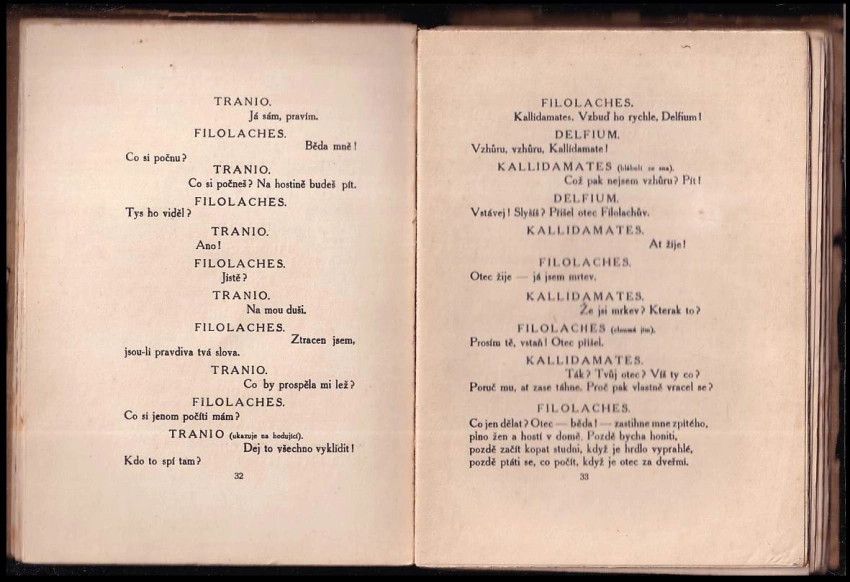 TRANIO.
Já sám, pravím.
FILOLACHES.
Běda mně!
Co si počnu?
TRANIO.
Co si počneš? Na hostině budeš pít.
FILOLACHES.
Tys ho viděl?
TRANIO.
Ano!
FILOLACHES.
Jistě?
TRANIO.
Na mou duši.
FILOLACHES.
Ztracen jsem,
jsou-li pravdiva tvá slova.
TRANIO.
Co by prospěla mi lež?
FILOLACHES.
Co si jenom počíti mám?
TRANIO (ukazuje na hodující).
Dej to všechno vyklidit!
Kdo to spí tam?
32
FILOLACHES.
Kallidamates. Vzbuď ho rychle, Delfium!
DELFIUM.
Vzhůru, vzhůru, Kallidamate!
KALLIDAMATES (blábolí ze sna).
Což pak nejsem vzhůru? Pít!
DELFIUM.
Vstávej! Slyšíš? Přišel otec Filolachův.
KALLIDAMATES.
Ať žije!
FILOLACHES.
Otec žije — já jsem mrtev.
KALLIDAMATES.
Že jsi mrkev? Kterak to?
FILOLACHES (cloumá jím).
Prosím tě, vstaň! Otec přišel.
KALLIDAMATES.
Ták? Tvůj otec? Víš ty co?
Poruč mu, ať zase táhne. Proč pak vlastně vracel se?
FILOLACHES.
Co jen dělat? Otec — běda! — zastihne mne zpitého,
plno žen a hostí v domě. Pozdě bycha honiti,
pozdě začít kopat studni, když je hrdlo vyprahlé,
pozdě ptáti se, co počít, když je otec za dveřmi.
33